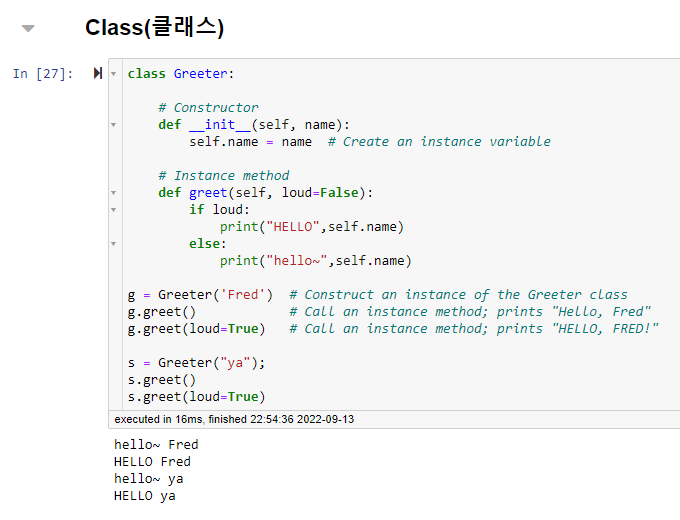 Class(클래스)
In [27]:
class Greeter:
# Constructor
def __init__(self, name):
self.name = name  # Create an instance variable
# Instance method
def greet(self, loud=False):
if loud:
print("HELLO",self.name)
else:
print("hello~",self.name)
g = Greeter('Fred')  # Construct an instance of the Greeter class
g.greet()            # Call an instance method; prints "Hello, Fred"
g.greet(loud=True)   # Call an instance method; prints "HELLO, FRED!"
s = Greeter("ya");
s.greet()
s.greet(loud=True)
executed in 16ms, finished 22:54:36 2022-09-13
hello~ Fred
HELLO Fred
hello~ ya
HELLO ya